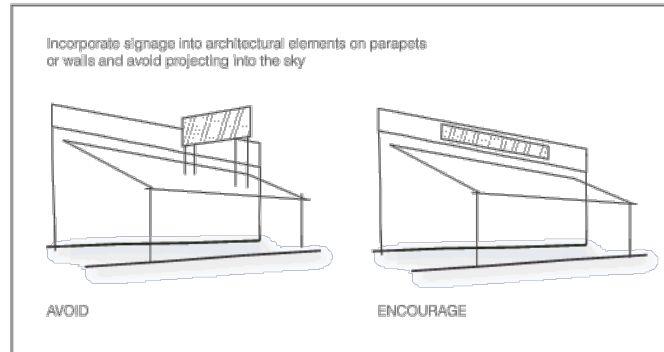 Incorporate signage into architectural elements on parapets
or walls and avoid projecting into the sky
AVOID
ENCOURAGE